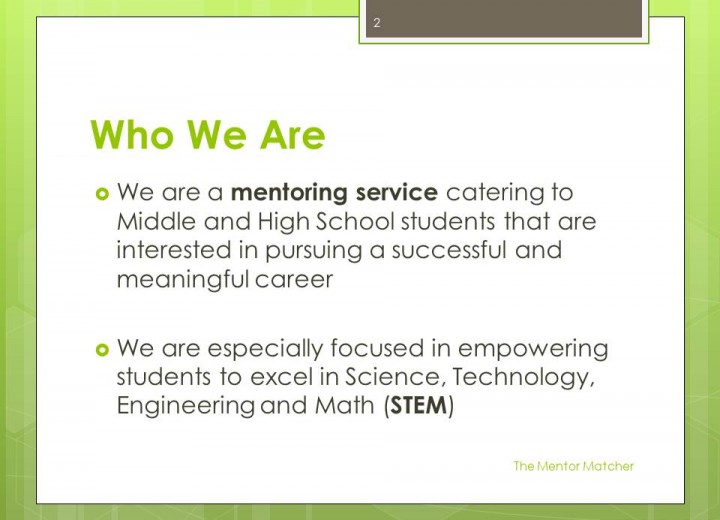 2
Who We Are
We are a mentoring service catering to
Middle and High School students that are
interested in pursuing a successful and
meaningful career
We are especially focused in empowering
students to excel in Science, Technology,
Engineering and Math (STEM)
The Mentor Matcher